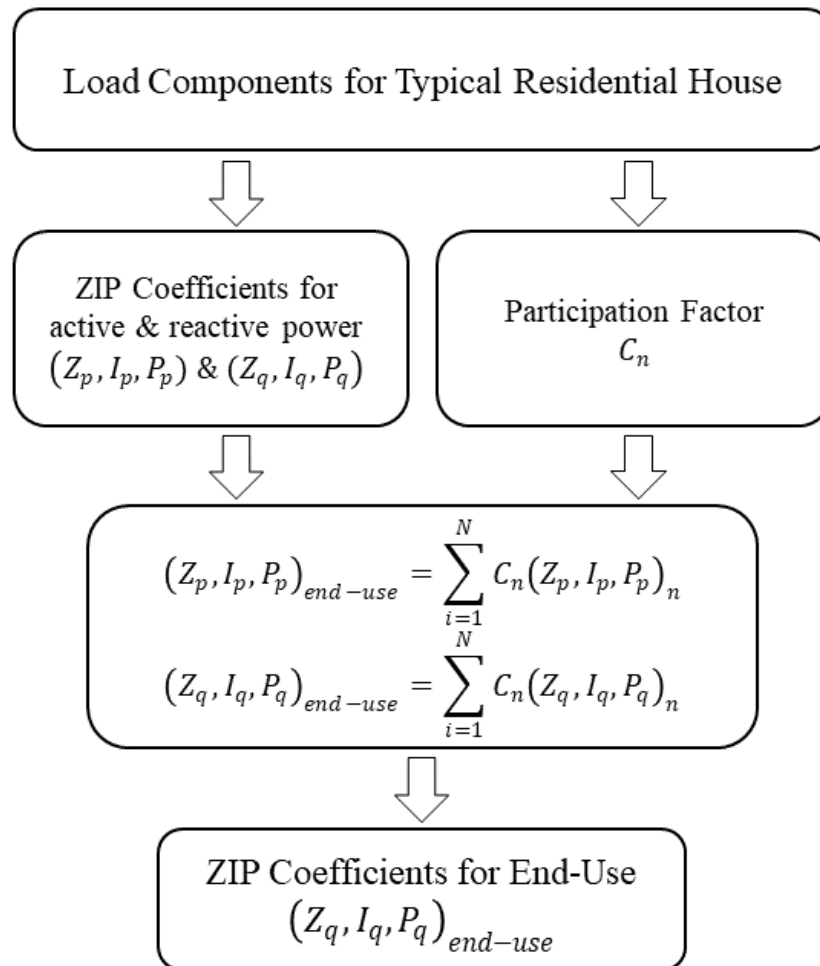 Load Components for Typical Residential House
ZIP Coefficients for
active & reactive power
(Z_p, I_p, P_p) & (Z_q, I_q, P_q)
Participation Factor
C_n
(Z_p, I_p, P_p)_{end-use} = \sum_{i=1}^{N} C_n(Z_p, I_p, P_p)_n
(Z_q, I_q, P_q)_{end-use} = \sum_{i=1}^{N} C_n(Z_q, I_q, P_q)_n
ZIP Coefficients for End-Use
(Z_q, I_q, P_q)_{end-use}